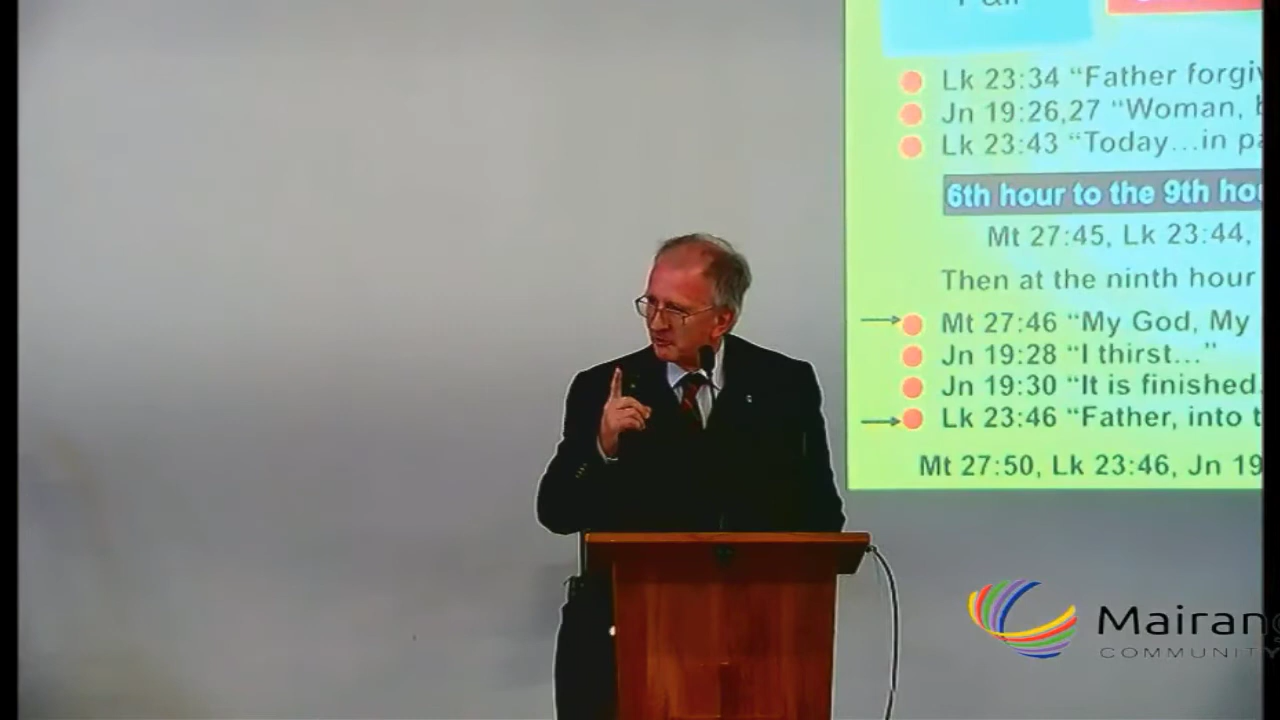 Lk 23:34 “Father forgiv
Jn 19:26,27 “Woman, b
Lk 23:43 “Today…in pa
6th hour to the 9th hou
Mt 27:45, Lk 23:44,
Then at the ninth hour
Mt 27:46 “My God, My
Jn 19:28 “I thirst…”
Jn 19:30 “It is finished.
Lk 23:46 “Father, into t
Mt 27:50, Lk 23:46, Jn 19
Mairang
COMMUNITY